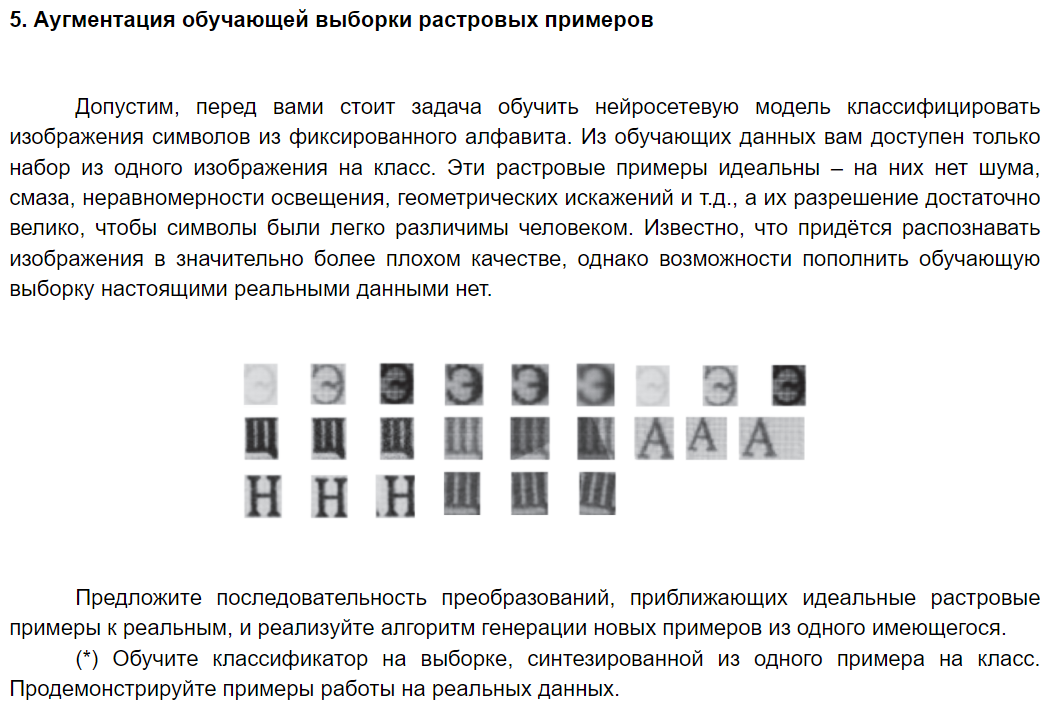 5. Аугментация обучающей выборки растровых примеров
Допустим, перед вами стоит задача обучить нейросетевую модель классифицировать
изображения символов из фиксированного алфавита. Из обучающих данных вам доступен только
набор из одного изображения на класс. Эти растровые примеры идеальны – на них нет шума,
смаза, неравномерности освещения, геометрических искажений и т.д., а их разрешение достаточно
велико, чтобы символы были легко различимы человеком. Известно, что придётся распознавать
изображения в значительно более плохом качестве, однако возможности пополнить обучающую
выборку настоящими реальными данными нет.
Э Э Э Э Э Э Э Э Э
Щ Щ Щ Щ Щ Щ А А А
Н Н Н Щ Щ Щ
Предложите последовательность преобразований, приближающих идеальные растровые
примеры к реальным, и реализуйте алгоритм генерации новых примеров из одного имеющегося.
(*) Обучите классификатор на выборке, синтезированной из одного примера на класс.
Продемонстрируйте примеры работы на реальных данных.